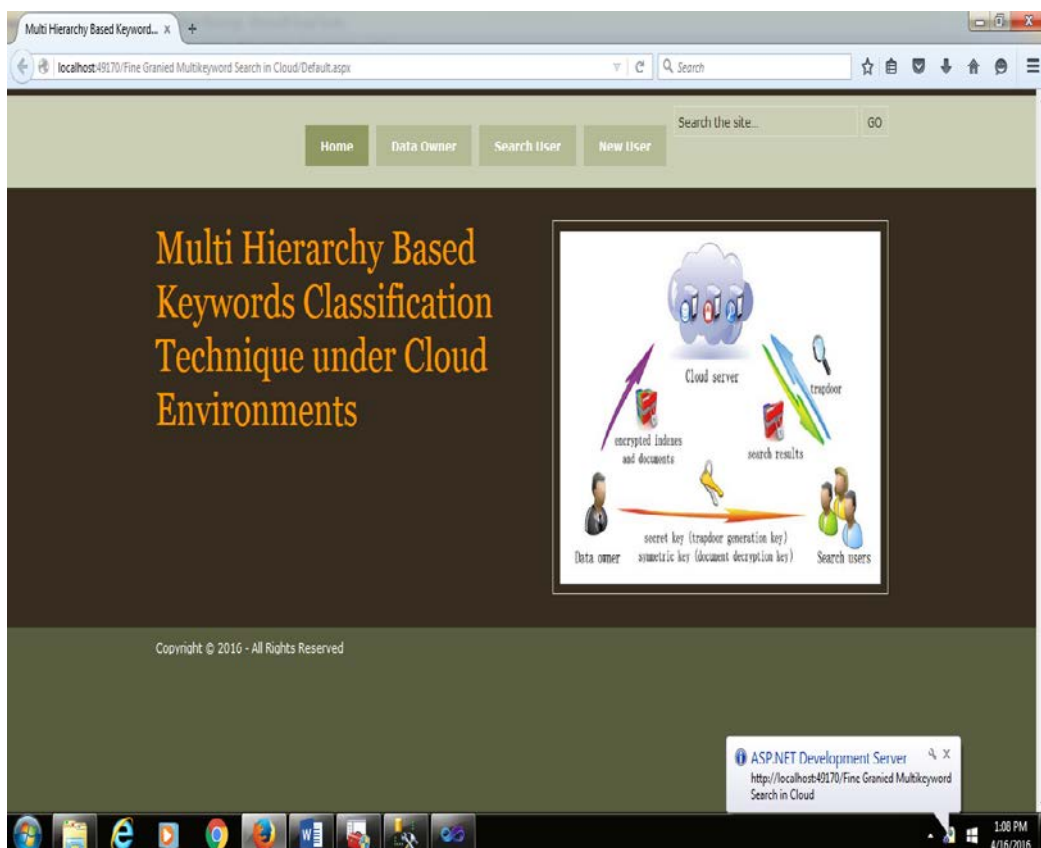 Multi Hierarchy Based Keyword... x +
localhost:49170/Fine Granied Multikeyword Search in Cloud/Default.aspx
Search
Search the site...
GO
Home
Data Owner
Search User
New User
Multi Hierarchy Based
Keywords Classification
Technique under Cloud
Environments
Cloud server
trapdoor
encrypted indexes
and documents
search results
secret key (trapdoor generation key)
symmetric key (document decryption key)
Data owner
Search users
Copyright © 2016 - All Rights Reserved
ASP.NET Development Server
http://localhost:49170/Fine Granied Multikeyword
Search in Cloud
1:08 PM
4/16/2016